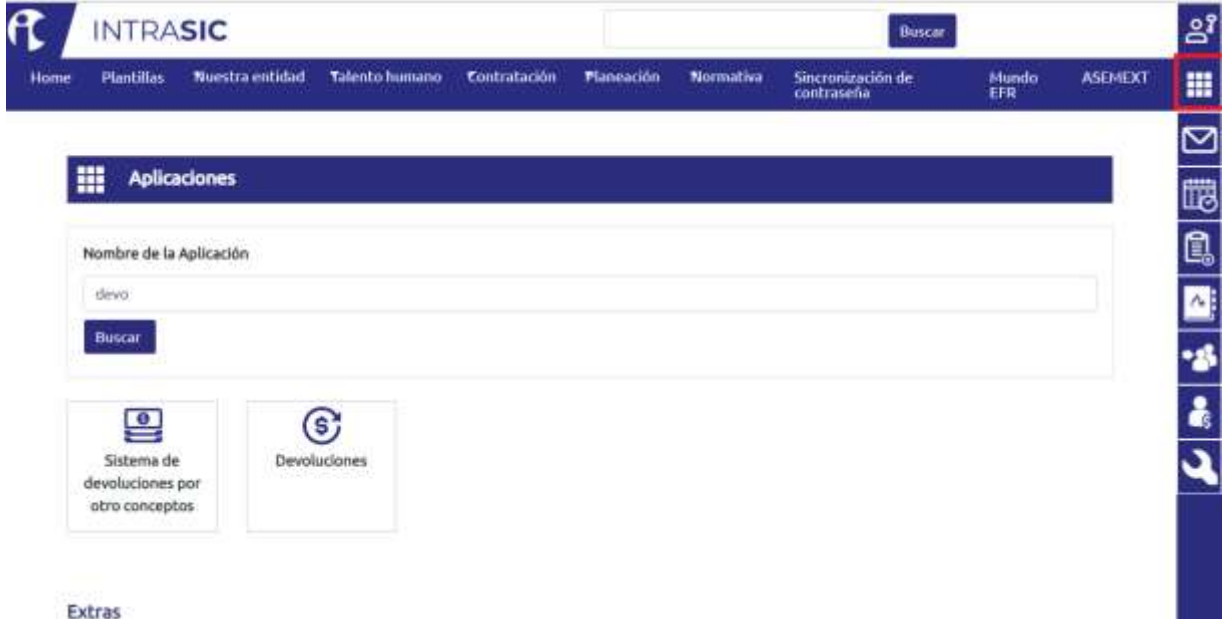 INTRASIC
Buscar
Home Plantillas Nuestra entidad Talento humano Contratación Planeación Normativa Sincronización de contraseña Mundo EFR ASEMEXT
Aplicaciones
Nombre de la Aplicación
devo
Buscar
Sistema de
devoluciones por
otro conceptos
Devoluciones
Extras